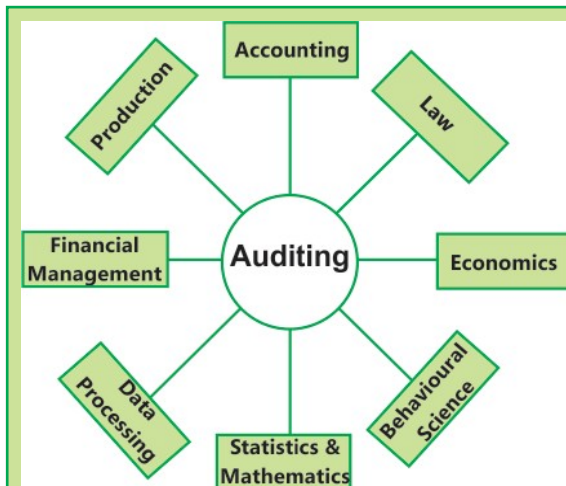 Accounting
Production
Law
Financial
Management
Auditing
Economics
Data
Processing
Behavioural
Science
Statistics &
Mathematics